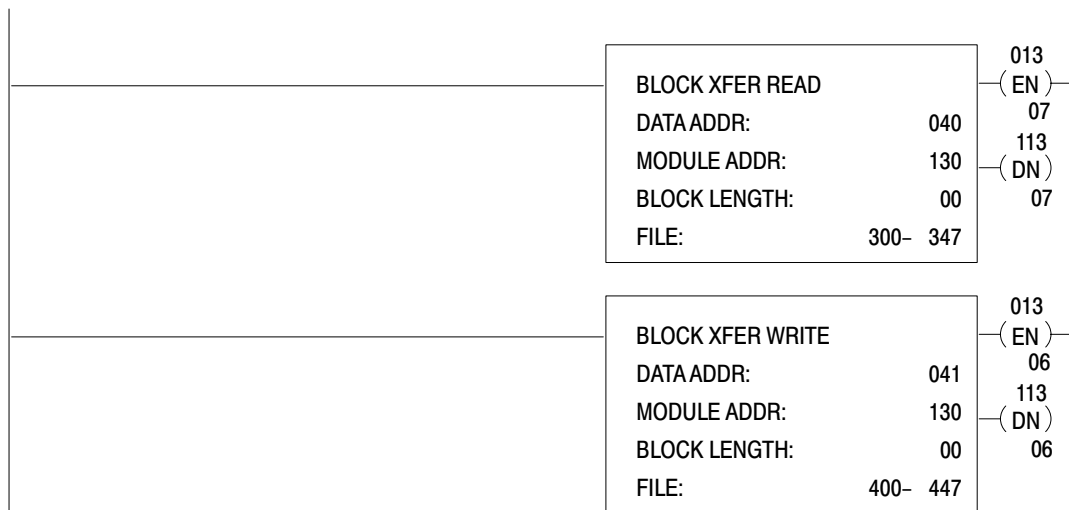 013
BLOCK XFER READ
EN
07
DATA ADDR: 040
113
MODULE ADDR: 130
DN
BLOCK LENGTH: 00
07
FILE: 300– 347
013
BLOCK XFER WRITE
EN
06
DATA ADDR: 041
113
MODULE ADDR: 130
DN
BLOCK LENGTH: 00
06
FILE: 400– 447